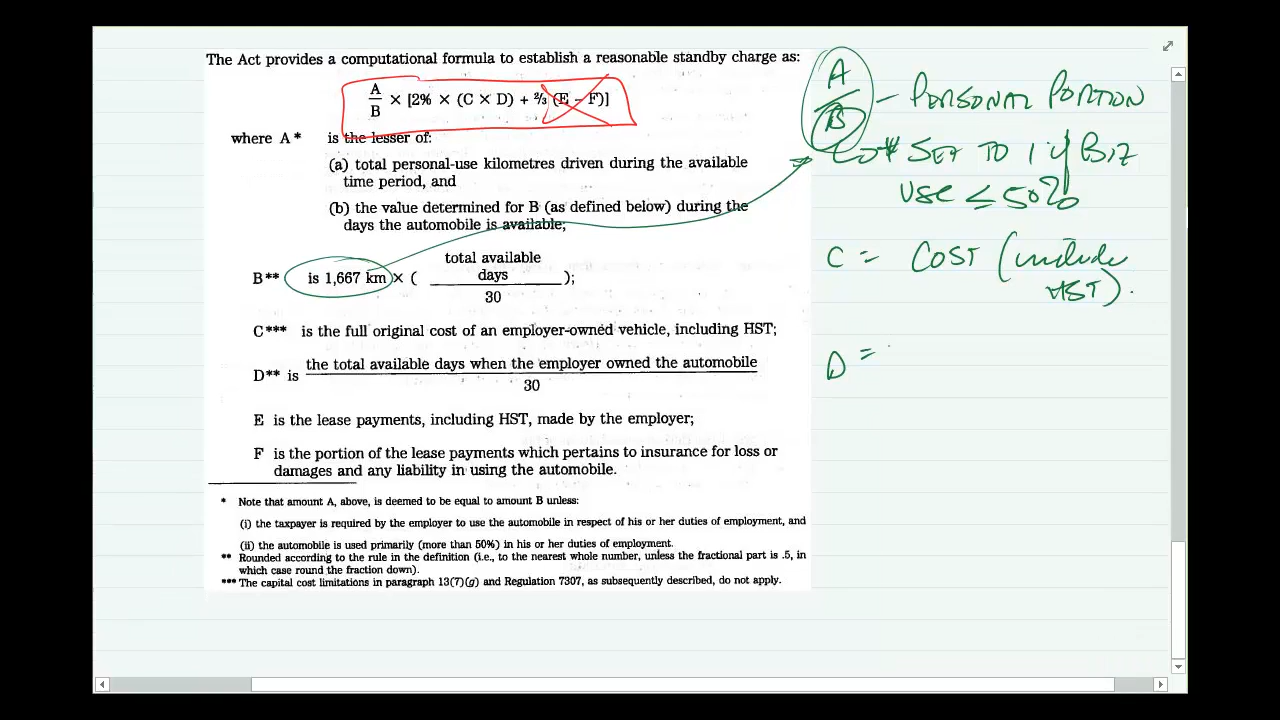 The Act provides a computational formula to establish a reasonable standby charge as:
A/B × [2% × (C × D) + ⅔ (E − F)]
where A* is the lesser of:
(a) total personal-use kilometres driven during the available
time period, and
(b) the value determined for B (as defined below) during the
days the automobile is available;
B** is 1,667 km × ( total available
days
30 );
C*** is the full original cost of an employer-owned vehicle, including HST;
D** is the total available days when the employer owned the automobile
30
E is the lease payments, including HST, made by the employer;
F is the portion of the lease payments which pertains to insurance for loss or
damages and any liability in using the automobile.
* Note that amount A, above, is deemed to be equal to amount B unless:
(i) the taxpayer is required by the employer to use the automobile in respect of his or her duties of employment, and
(ii) the automobile is used primarily (more than 50%) in his or her duties of employment.
** Rounded according to the rule in the definition (i.e., to the nearest whole number, unless the fractional part is .5, in
which case round the fraction down).
*** The capital cost limitations in paragraph 13(7)(g) and Regulation 7307, as subsequently described, do not apply.
A/B – PERSONAL PORTION
SET TO 1 if BIZ
USE ≤ 50%
C = COST (include
HST).
D =